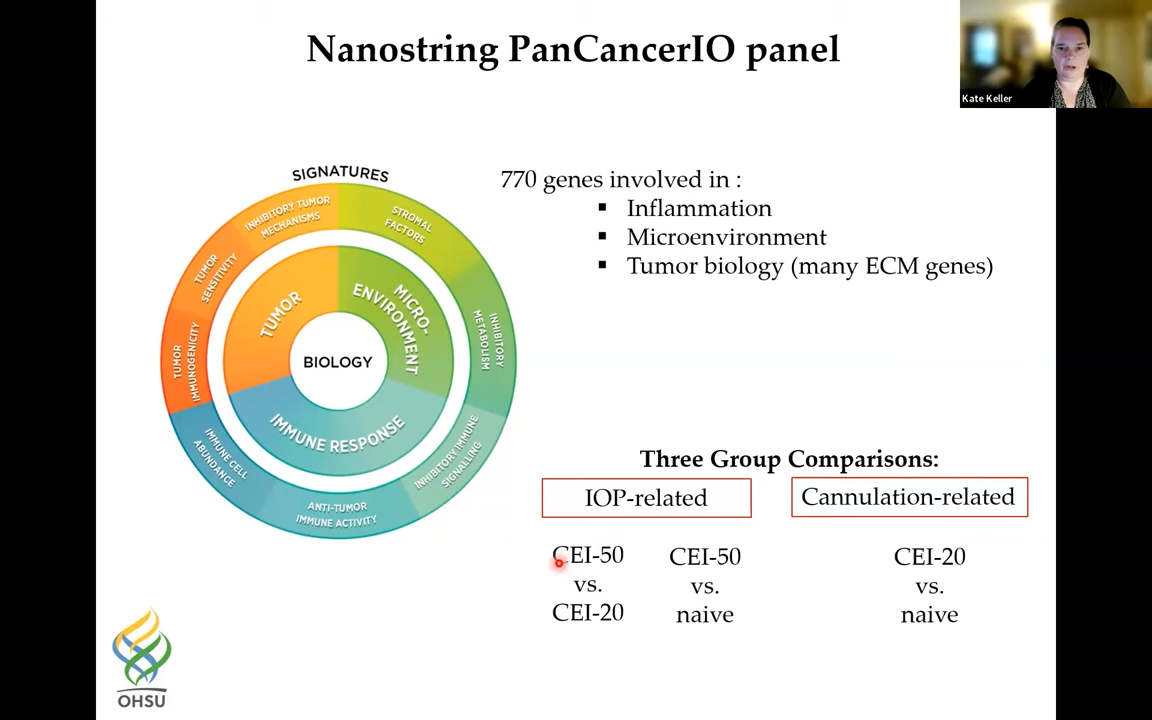 Nanostring PanCancerIO panel
Kate Keller
SIGNATURES
INHIBITORY TUMOR
MECHANISMS
STROMAL
FACTORS
TUMOR
SENSITIVITY
INHIBITORY
METABOLISM
TUMOR
IMMUNOGENICITY
TUMOR
MICRO-
ENVIRONMENT
BIOLOGY
IMMUNE RESPONSE
IMMUNE CELL
ABUNDANCE
INHIBITORY IMMUNE
SIGNALLING
ANTI-TUMOR
IMMUNE ACTIVITY
770 genes involved in :
▪ Inflammation
▪ Microenvironment
▪ Tumor biology (many ECM genes)
Three Group Comparisons:
IOP-related
Cannulation-related
CEI-50
vs.
CEI-20
CEI-50
vs.
naive
CEI-20
vs.
naive
OHSU